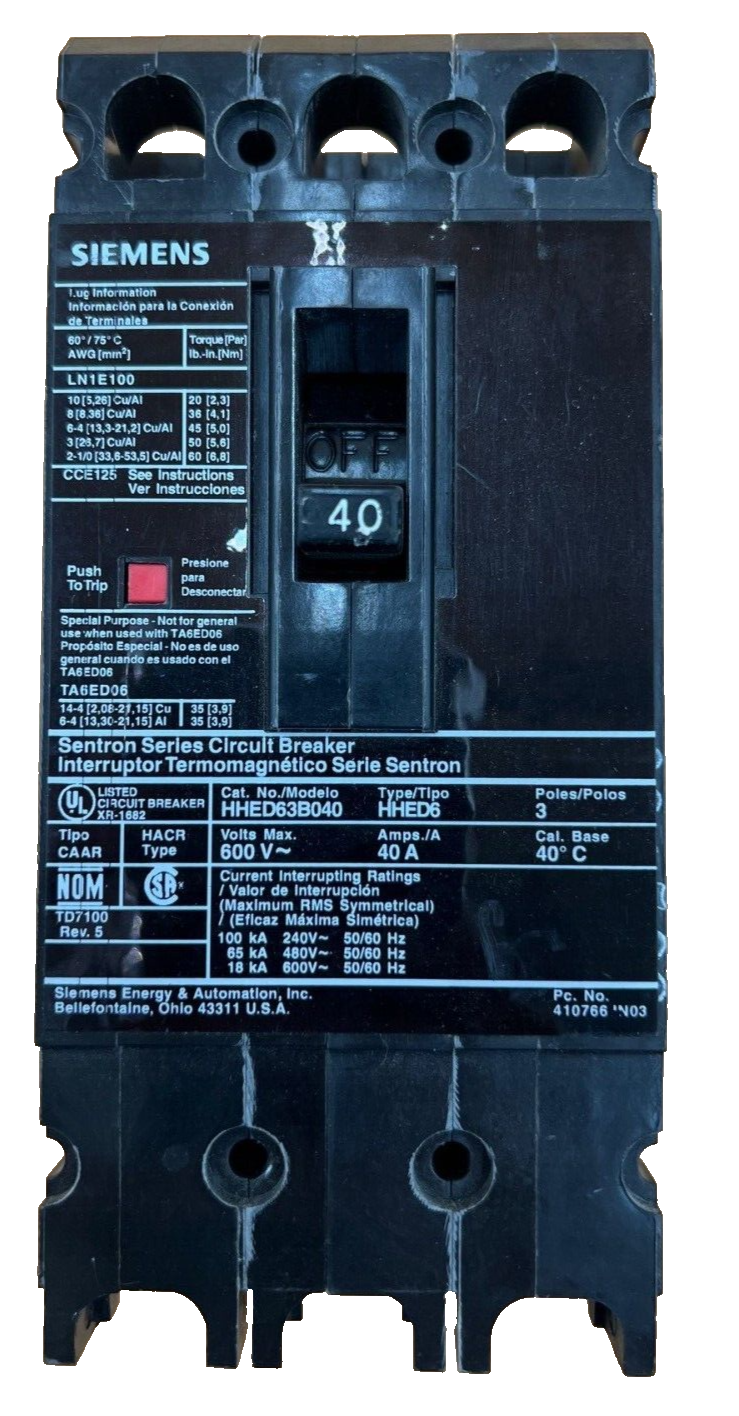 SIEMENS
Lug Information
Información para la Conexión
de Terminales
60° / 75° C Torque [Par]
AWG [mm²] lb.-in.[Nm]
LN1E100
10 [5,26] Cu/Al 20 [2,3]
8 [8,36] Cu/Al 36 [4,1]
6-4 [13,3-21,2] Cu/Al 45 [5,0]
3 [26,7] Cu/Al 50 [5,6]
2-1/0 [33,6-53,5] Cu/Al 60 [6,8]
CCE125 See Instructions
Ver Instrucciones
OFF
40
Push
To Trip
Presione
para
Desconectar
Special Purpose - Not for general
use when used with TA6ED06
Propósito Especial - No es de uso
general cuando es usado con el
TA6ED06
TA6ED06
14-4 [2,08-21,15] Cu 35 [3,9]
6-4 [13,30-21,15] Al 35 [3,9]
Sentron Series Circuit Breaker
Interruptor Termomagnético Serie Sentron
UL LISTED
CIRCUIT BREAKER
XR-1682
Cat. No./Modelo Type/Tipo Poles/Polos
HHED63B040 HHED6 3
Tipo HACR
CAAR Type
Volts Max. Amps./A Cal. Base
600 V~ 40 A 40° C
NOM
SA
TD7100
Rev. 5
Current Interrupting Ratings
/ Valor de Interrupción
(Maximum RMS Symmetrical)
/ (Eficaz Máxima Simétrica)
100 kA 240V~ 50/60 Hz
65 kA 480V~ 50/60 Hz
18 kA 600V~ 50/60 Hz
Siemens Energy & Automation, Inc.
Bellefontaine, Ohio 43311 U.S.A.
Pc. No.
410766